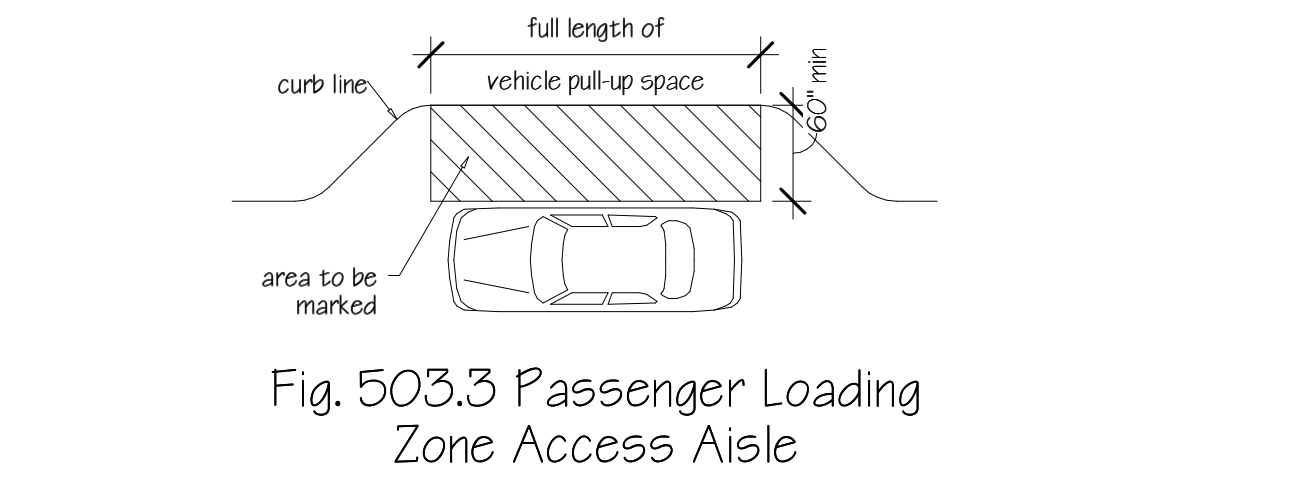 full length of
vehicle pull-up space
curb line
60" min
area to be
marked
Fig. 503.3 Passenger Loading
Zone Access Aisle